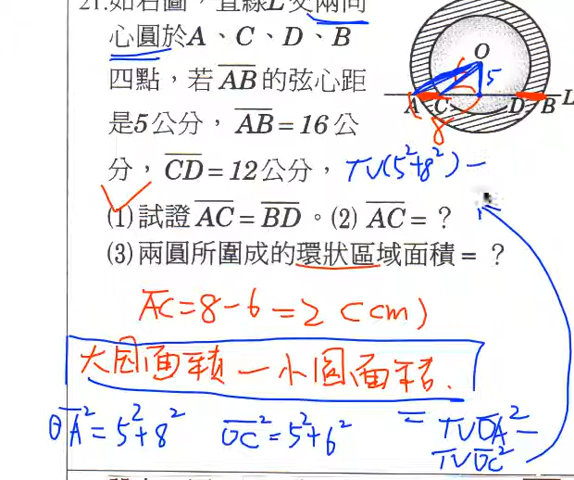 21.如右圖，直線L交兩同
心圓於A、C、D、B
四點，若AB的弦心距
是5公分，AB=16公
分，CD=12公分，
(1)試證AC=BD。(2) AC=？
(3)兩圓所圍成的環狀區域面積=？
O
5
A C D B L
8
π(5²+8²)-
AC=8-6=2(cm)
大圓面積-小圓面積.
OA²=5²+8² OC²=5²+6² =πOA²-
πOC²